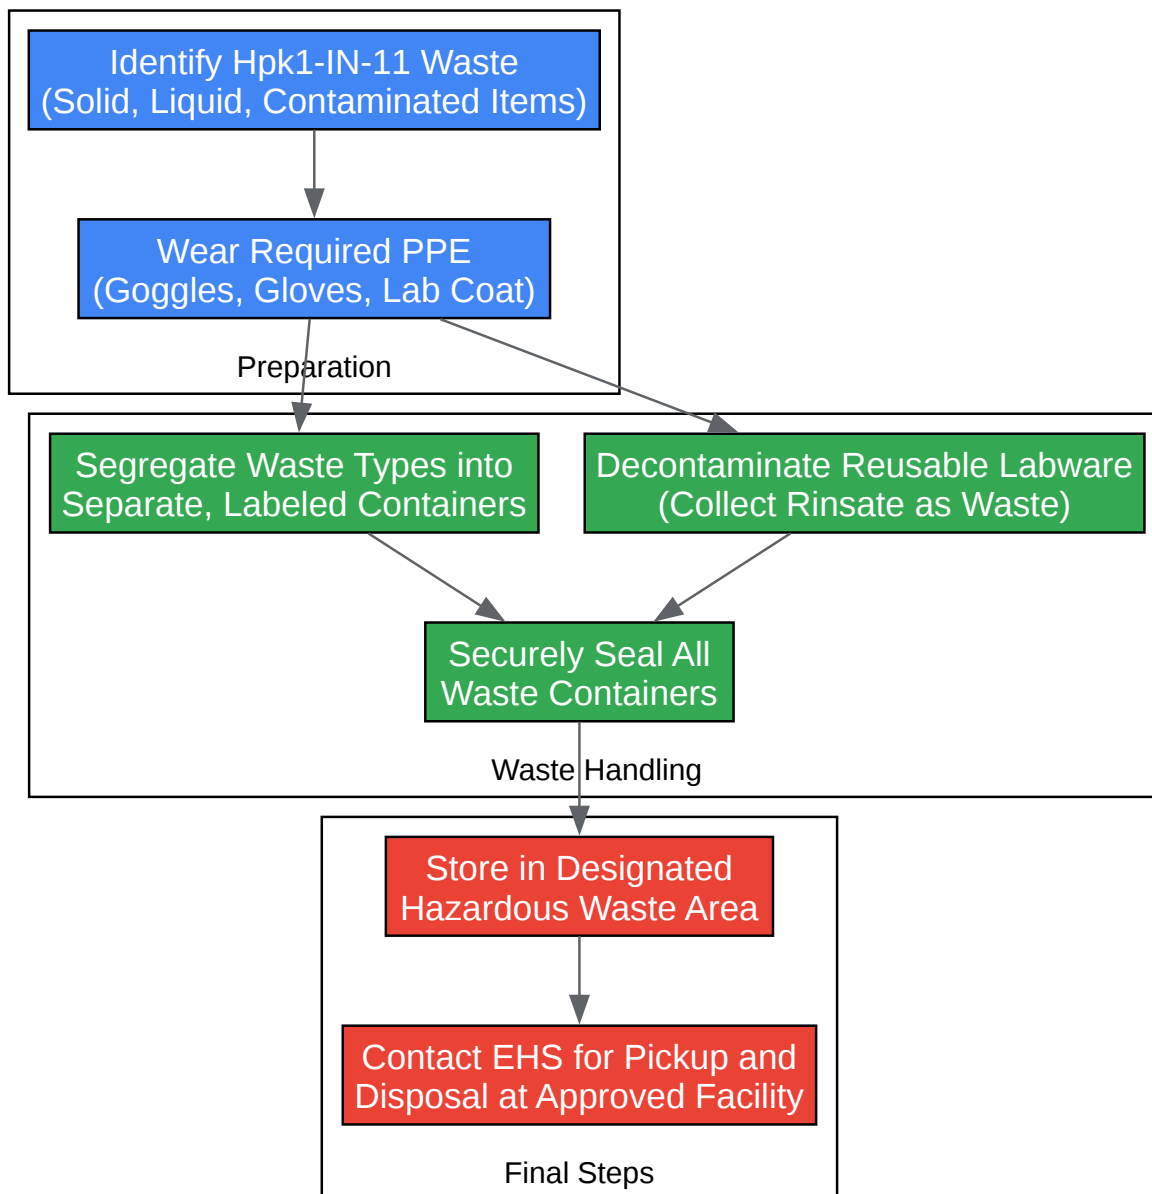 Identify Hpk1-IN-11 Waste
(Solid, Liquid, Contaminated Items)
Wear Required PPE
(Goggles, Gloves, Lab Coat)
Preparation
Segregate Waste Types into
Separate, Labeled Containers
Decontaminate Reusable Labware
(Collect Rinsate as Waste)
Securely Seal All
Waste Containers
Waste Handling
Store in Designated
Hazardous Waste Area
Contact EHS for Pickup and
Disposal at Approved Facility
Final Steps